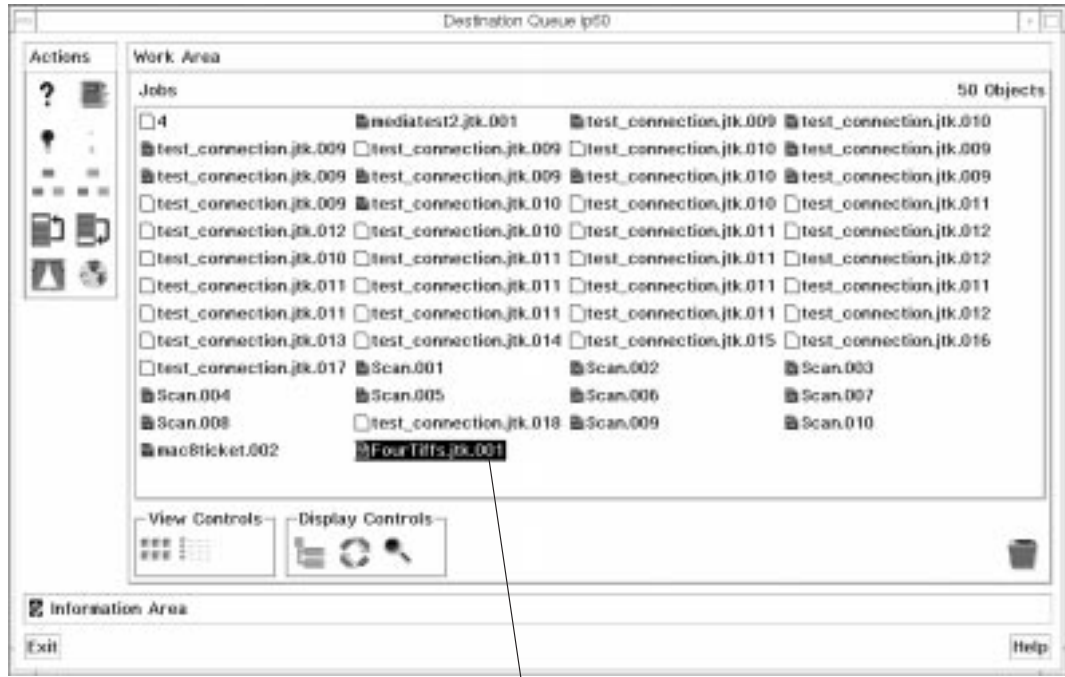 Destination Queue ip50
Actions
Work Area
Jobs 50 Objects
4 mediatest2.jtk.001 test_connection.jtk.009 test_connection.jtk.010
test_connection.jtk.009 test_connection.jtk.009 test_connection.jtk.010 test_connection.jtk.009
test_connection.jtk.009 test_connection.jtk.009 test_connection.jtk.010 test_connection.jtk.009
test_connection.jtk.009 test_connection.jtk.010 test_connection.jtk.010 test_connection.jtk.011
test_connection.jtk.012 test_connection.jtk.010 test_connection.jtk.011 test_connection.jtk.012
test_connection.jtk.010 test_connection.jtk.011 test_connection.jtk.011 test_connection.jtk.012
test_connection.jtk.011 test_connection.jtk.011 test_connection.jtk.011 test_connection.jtk.011
test_connection.jtk.011 test_connection.jtk.011 test_connection.jtk.011 test_connection.jtk.012
test_connection.jtk.013 test_connection.jtk.014 test_connection.jtk.015 test_connection.jtk.016
test_connection.jtk.017 Scan.001 Scan.002 Scan.003
Scan.004 Scan.005 Scan.006 Scan.007
Scan.008 test_connection.jtk.018 Scan.009 Scan.010
mac8ticket.002 FourTiffs.jtk.001
View Controls Display Controls
Information Area
Exit Help